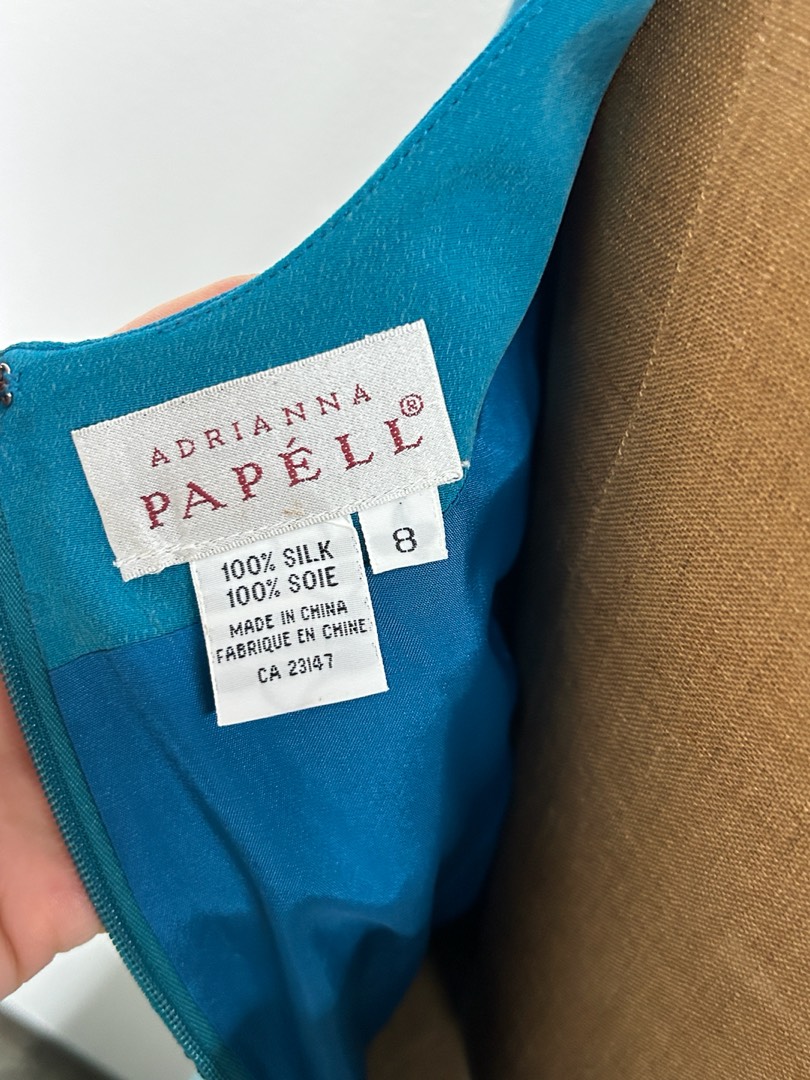 ADRIANNA
PAPÉLL®
8
100% SILK
100% SOIE
MADE IN CHINA
FABRIQUE EN CHINE
CA 23147